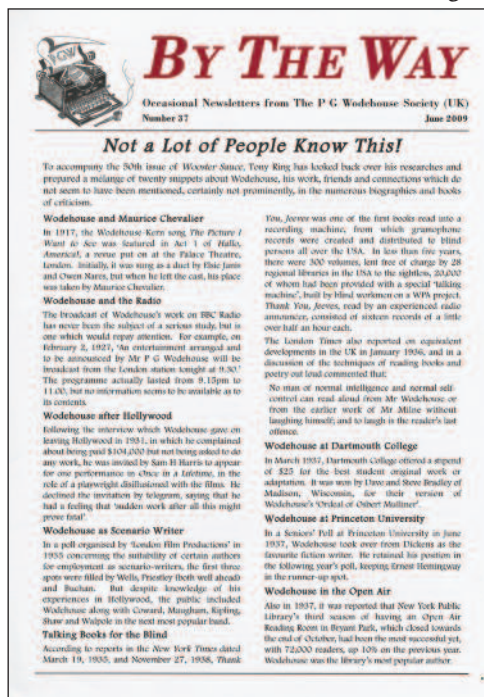 PGW
BY THE WAY
Occasional Newsletters from The P G Wodehouse Society (UK)
Number 37 June 2009
Not a Lot of People Know This!
To accompany the 50th issue of Wooster Sauce, Tony Ring has looked back over his researches and
prepared a melange of twenty snippets about Wodehouse, his work, friends and connections which do
not seem to have been mentioned, certainly not prominently, in the numerous biographies and books
of criticism.
Wodehouse and Maurice Chevalier
In 1917, the Wodehouse-Kern song The Picture I
Want to See was featured in Act 1 of Hallo,
America!, a revue put on at the Palace Theatre,
London. Initially, it was sung as a duet by Elsie Janis
and Owen Nares, but when he left the cast, his place
was taken by Maurice Chevalier.
Wodehouse and the Radio
The broadcast of Wodehouse's work on BBC Radio
has never been the subject of a serious study, but is
one which would repay attention. For example, on
February 2, 1927, 'An entertainment arranged and
to be announced by Mr P G Wodehouse will be
broadcast from the London station tonight at 9.30.'
The programme actually lasted from 9.15pm to
11.00, but no information seems to be available as to
its contents.
Wodehouse after Hollywood
Following the interview which Wodehouse gave on
leaving Hollywood in 1931, in which he complained
about being paid $104,000 but not being asked to do
any work, he was invited by Sam H Harris to appear
for one performance in Once in a Lifetime, in the
role of a playwright disillusioned with the films. He
declined the invitation by telegram, saying that he
had a feeling that 'sudden work after all this might
prove fatal'.
Wodehouse as Scenario Writer
In a poll organised by 'London Film Productions' in
1935 concerning the suitability of certain authors
for employment as scenario-writers, the first three
spots were filled by Wells, Priestley (both well ahead)
and Buchan. But despite knowledge of his
experiences in Hollywood, the public included
Wodehouse along with Coward, Maugham, Kipling,
Shaw and Walpole in the next most popular band.
Talking Books for the Blind
According to reports in the New York Times dated
March 19, 1935, and November 27, 1938, Thank
You, Jeeves was one of the first books read into a
recording machine, from which gramophone
records were created and distributed to blind
persons all over the USA. In less than five years,
there were 300 volumes, lent free of charge by 28
regional libraries in the USA to the sightless, 20,000
of whom had been provided with a special 'talking
machine', built by blind workmen on a WPA project.
Thank You, Jeeves, read by an experienced radio
announcer, consisted of sixteen records of a little
over half an hour each.
The London Times also reported on equivalent
developments in the UK in January 1936, and in a
discussion of the techniques of reading books and
poetry out loud commented that:
No man of normal intelligence and normal self-
control can read aloud from Mr Wodehouse or
from the earlier work of Mr Milne without
laughing himself; and to laugh is the reader's last
offence.
Wodehouse at Dartmouth College
In March 1937, Dartmouth College offered a stipend
of $25 for the best student original work or
adaptation. It was won by Dave and Steve Bradley of
Madison, Wisconsin, for their version of
Wodehouse's 'Ordeal of Osbert Mulliner'.
Wodehouse at Princeton University
In a Seniors' Poll at Princeton University in June
1937, Wodehouse took over from Dickens as the
favourite fiction writer. He retained his position in
the following year's poll, keeping Ernest Hemingway
in the runner-up spot.
Wodehouse in the Open Air
Also in 1937, it was reported that New York Public
Library's third season of having an Open Air
Reading Room in Bryant Park, which closed towards
the end of October, had been the most successful yet,
with 72,000 readers, up 10% on the previous year.
Wodehouse was the library's most popular author.